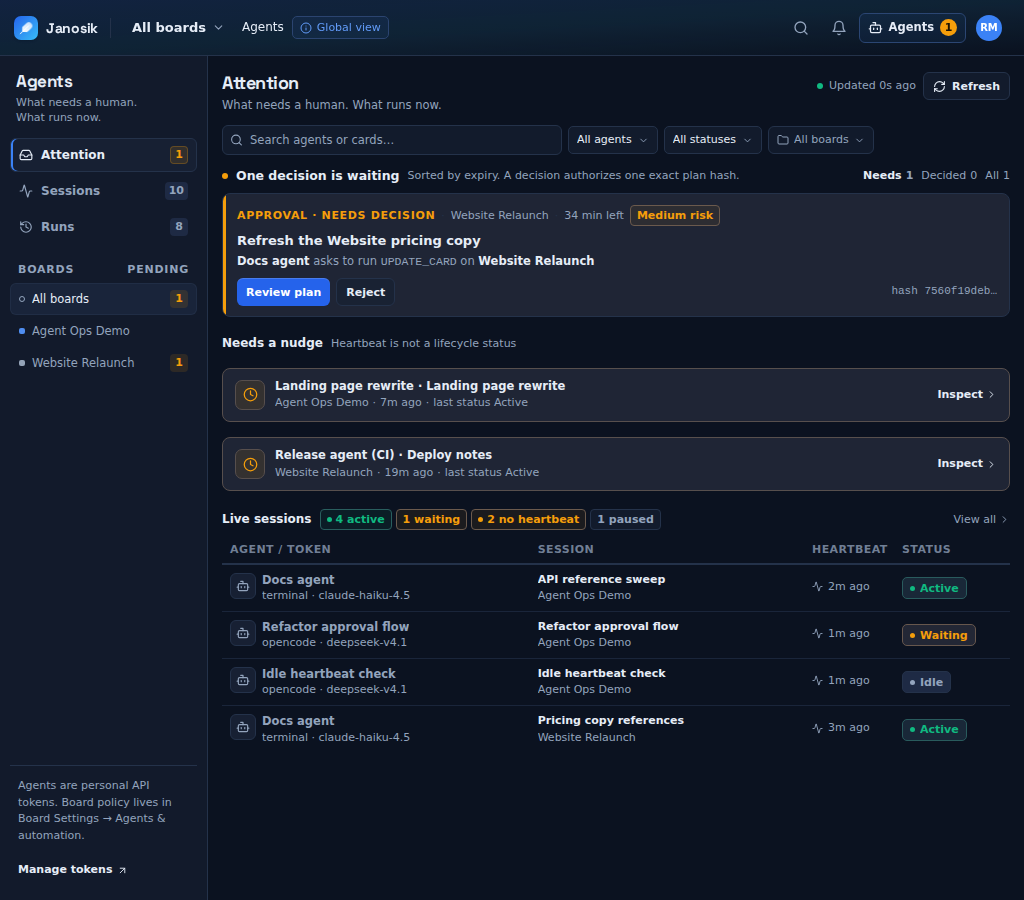 Janosik
All boards
Agents
Global view
Agents 1
RM
Agents
What needs a human.
What runs now.
Attention 1
Sessions 10
Runs 8
BOARDS PENDING
All boards 1
Agent Ops Demo
Website Relaunch 1
Agents are personal API
tokens. Board policy lives in
Board Settings → Agents &
automation.
Manage tokens
Attention
What needs a human. What runs now.
Updated 0s ago
Refresh
Search agents or cards...
All agents
All statuses
All boards
One decision is waiting Sorted by expiry. A decision authorizes one exact plan hash.
Needs 1 Decided 0 All 1
APPROVAL · NEEDS DECISION Website Relaunch 34 min left Medium risk
Refresh the Website pricing copy
Docs agent asks to run UPDATE_CARD on Website Relaunch
Review plan Reject hash 7560f19deb…
Needs a nudge Heartbeat is not a lifecycle status
Landing page rewrite · Landing page rewrite
Agent Ops Demo · 7m ago · last status Active
Inspect
Release agent (CI) · Deploy notes
Website Relaunch · 19m ago · last status Active
Inspect
Live sessions 4 active 1 waiting 2 no heartbeat 1 paused View all
AGENT / TOKEN SESSION HEARTBEAT STATUS
Docs agent
terminal · claude-haiku-4.5
API reference sweep
Agent Ops Demo
2m ago
Active
Refactor approval flow
opencode · deepseek-v4.1
Refactor approval flow
Agent Ops Demo
1m ago
Waiting
Idle heartbeat check
opencode · deepseek-v4.1
Idle heartbeat check
Agent Ops Demo
1m ago
Idle
Docs agent
terminal · claude-haiku-4.5
Pricing copy references
Website Relaunch
3m ago
Active